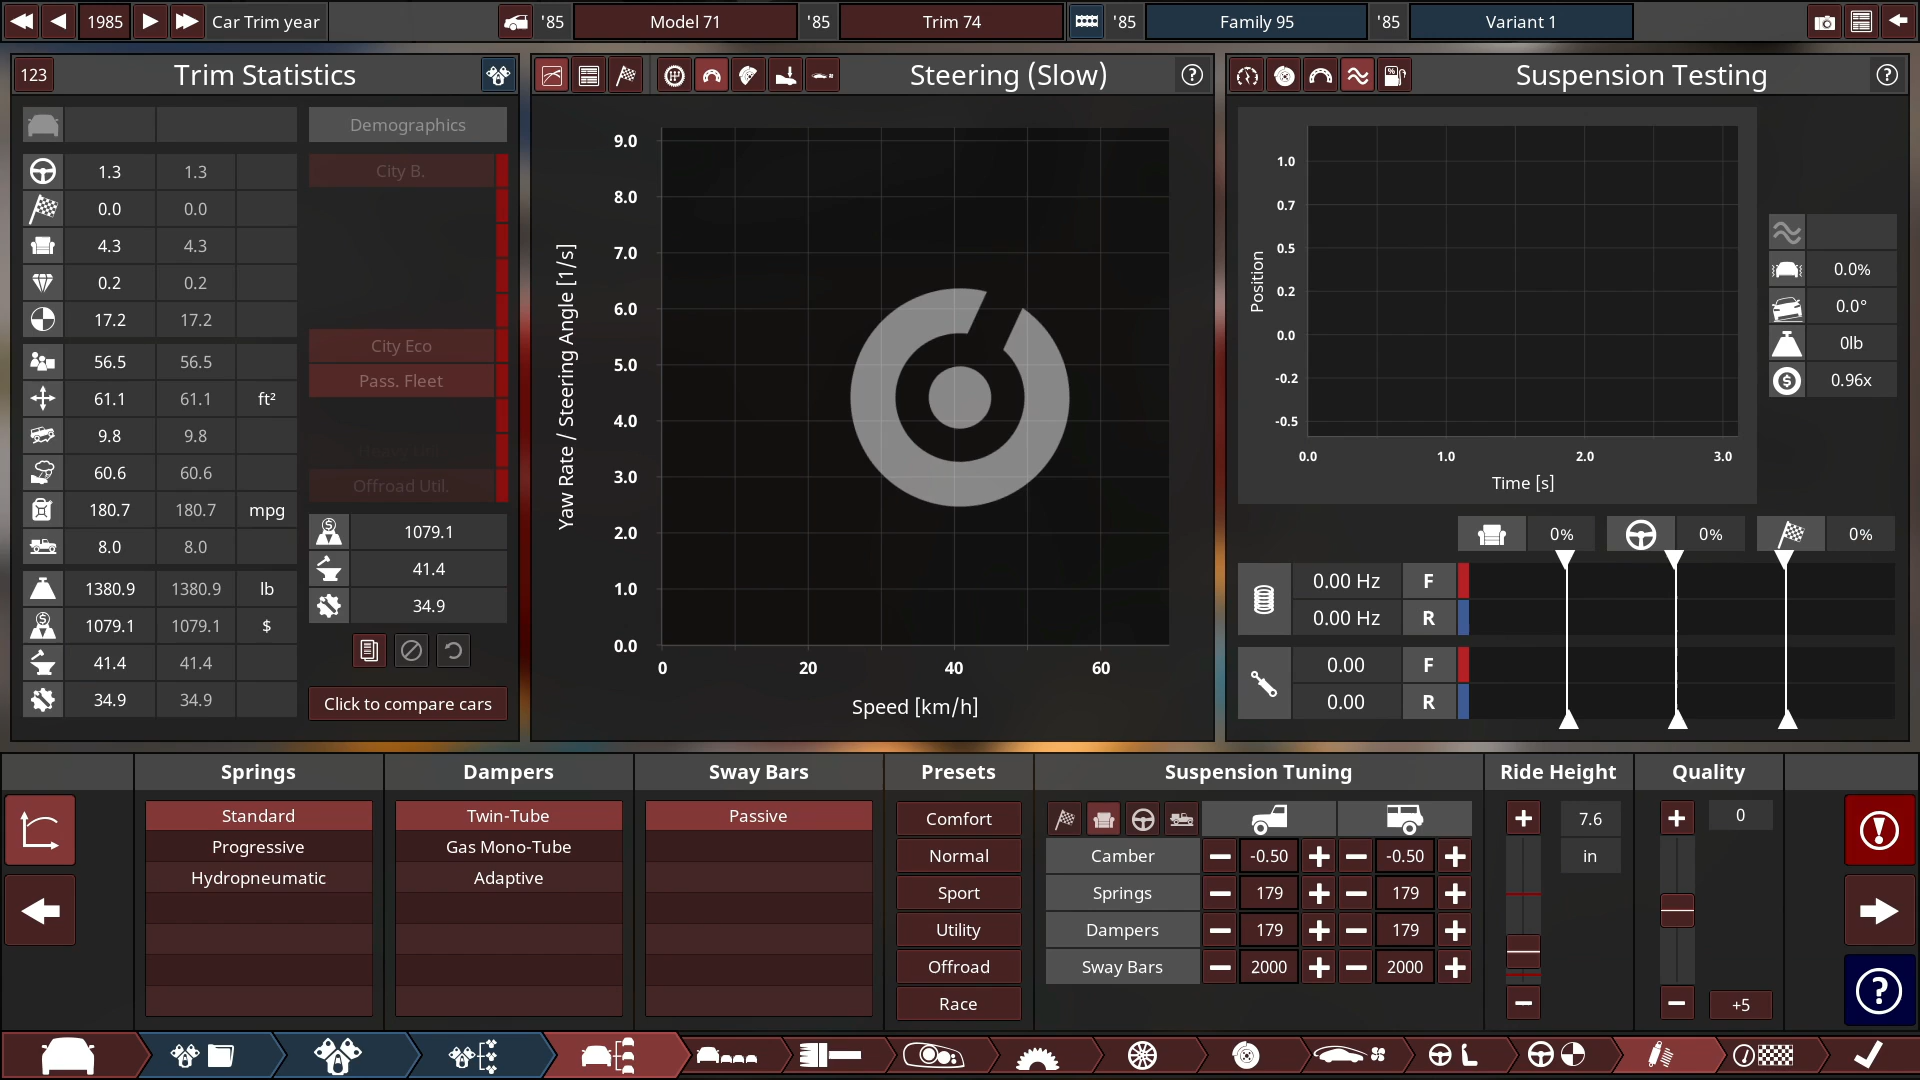 1985 Car Trim year '85 Model 71 '85 Trim 74 '85 Family 95 '85 Variant 1
123 Trim Statistics
Demographics
1.3 1.3
0.0 0.0
4.3 4.3
0.2 0.2
17.2 17.2
56.5 56.5
61.1 61.1 ft²
9.8 9.8
60.6 60.6
180.7 180.7 mpg
8.0 8.0
1380.9 1380.9 lb
1079.1 1079.1 $
41.4 41.4
34.9 34.9
City B.
City Eco
Pass. Fleet
Offroad Util.
1079.1
41.4
34.9
Click to compare cars
Steering (Slow)
Yaw Rate / Steering Angle [1/s]
9.0
8.0
7.0
6.0
5.0
4.0
3.0
2.0
1.0
0.0
0 20 40 60
Speed [km/h]
Suspension Testing
Position
1.0
0.7
0.5
0.2
0.0
-0.2
-0.5
0.0 1.0 2.0 3.0
Time [s]
0.0%
0.0°
0lb
0.96x
0% 0% 0%
0.00 Hz F
0.00 Hz R
0.00 F
0.00 R
Springs
Standard
Progressive
Hydropneumatic
Dampers
Twin-Tube
Gas Mono-Tube
Adaptive
Sway Bars
Passive
Presets
Comfort
Normal
Sport
Utility
Offroad
Race
Suspension Tuning
Camber -0.50 -0.50
Springs 179 179
Dampers 179 179
Sway Bars 2000 2000
Ride Height
7.6
in
Quality
0
+5